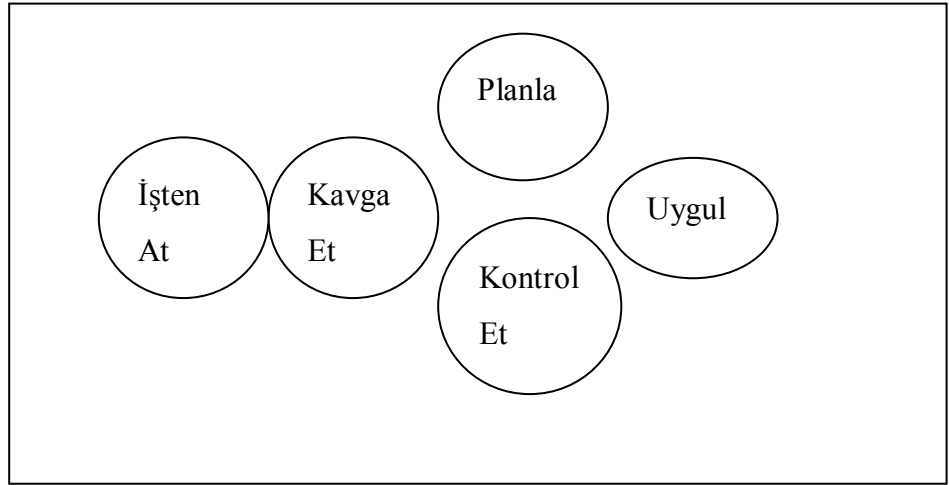 Planla
İşten
At
Kavga
Et
Uygul
Kontrol
Et